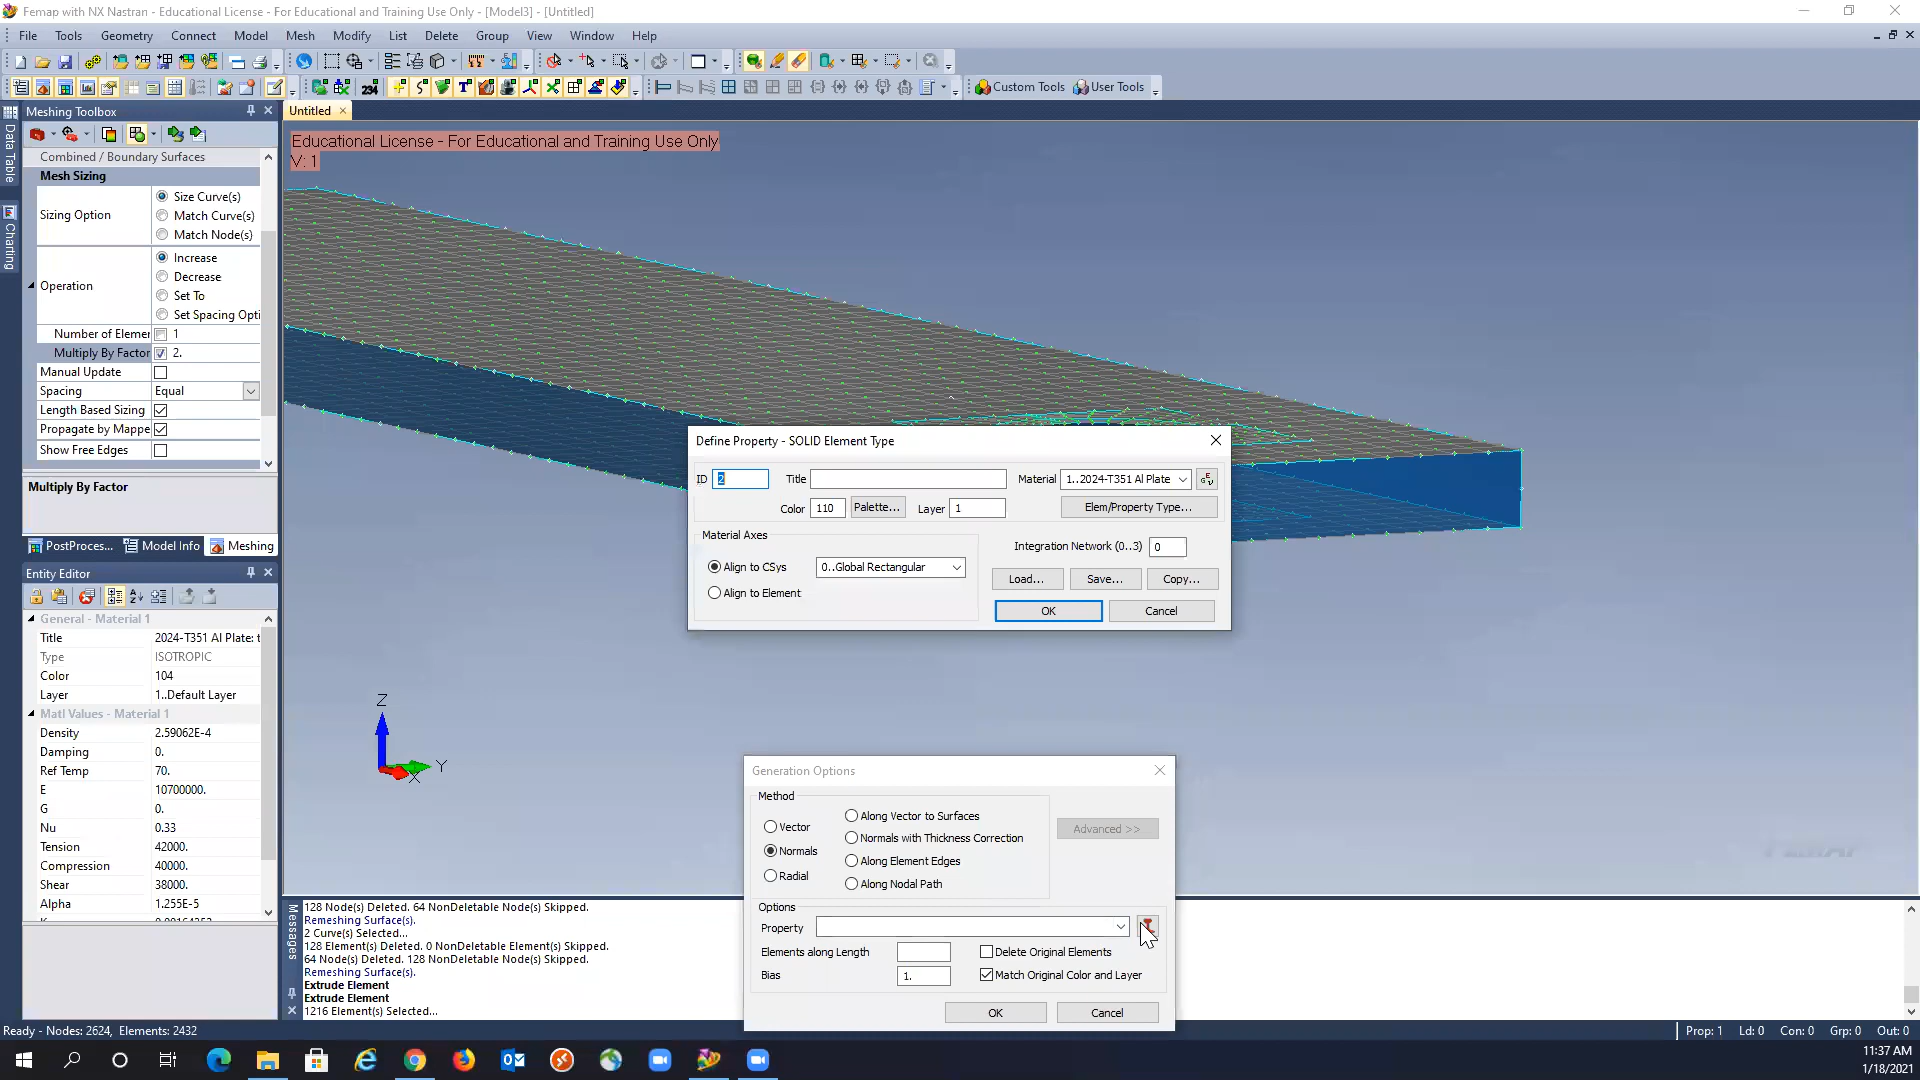 Femap with NX Nastran - Educational License - For Educational and Training Use Only - [Model3] - [Untitled]
File Tools Geometry Connect Model Mesh Modify List Delete Group View Window Help
234
Custom Tools User Tools
Meshing Toolbox
Untitled
Data Table
Charting
Educational License - For Educational and Training Use Only
V: 1
Combined / Boundary Surfaces
Mesh Sizing
Sizing Option
Size Curve(s)
Match Curve(s)
Match Node(s)
Operation
Increase
Decrease
Set To
Set Spacing Opti
Number of Elemer 1
Multiply By Factor 2.
Manual Update
Spacing Equal
Length Based Sizing
Propagate by Mappe
Show Free Edges
Multiply By Factor
PostProces... Model Info Meshing
Entity Editor
General - Material 1
Title 2024-T351 Al Plate: t
Type ISOTROPIC
Color 104
Layer 1..Default Layer
Matl Values - Material 1
Density 2.59062E-4
Damping 0.
Ref Temp 70.
E 10700000.
G 0.
Nu 0.33
Tension 42000.
Compression 40000.
Shear 38000.
Alpha 1.255E-5
Define Property - SOLID Element Type
ID 2 Title Material 1..2024-T351 Al Plate
Color 110 Palette... Layer 1 Elem/Property Type...
Material Axes
Integration Network (0..3) 0
Align to CSys 0..Global Rectangular
Load... Save... Copy...
Align to Element
OK Cancel
Z
Y
X
Generation Options
Method
Along Vector to Surfaces
Vector
Advanced >>
Normals with Thickness Correction
Normals
Along Element Edges
Radial
Along Nodal Path
Options
Property
Elements along Length Delete Original Elements
Bias 1. Match Original Color and Layer
OK Cancel
Messages
128 Node(s) Deleted. 64 NonDeletable Node(s) Skipped.
Remeshing Surface(s).
2 Curve(s) Selected...
128 Element(s) Deleted. 0 NonDeletable Element(s) Skipped.
64 Node(s) Deleted. 128 NonDeletable Node(s) Skipped.
Remeshing Surface(s).
Extrude Element
Extrude Element
1216 Element(s) Selected...
Ready - Nodes: 2624, Elements: 2432
Prop: 1 Ld: 0 Con: 0 Grp: 0 Out: 0
11:37 AM
1/18/2021